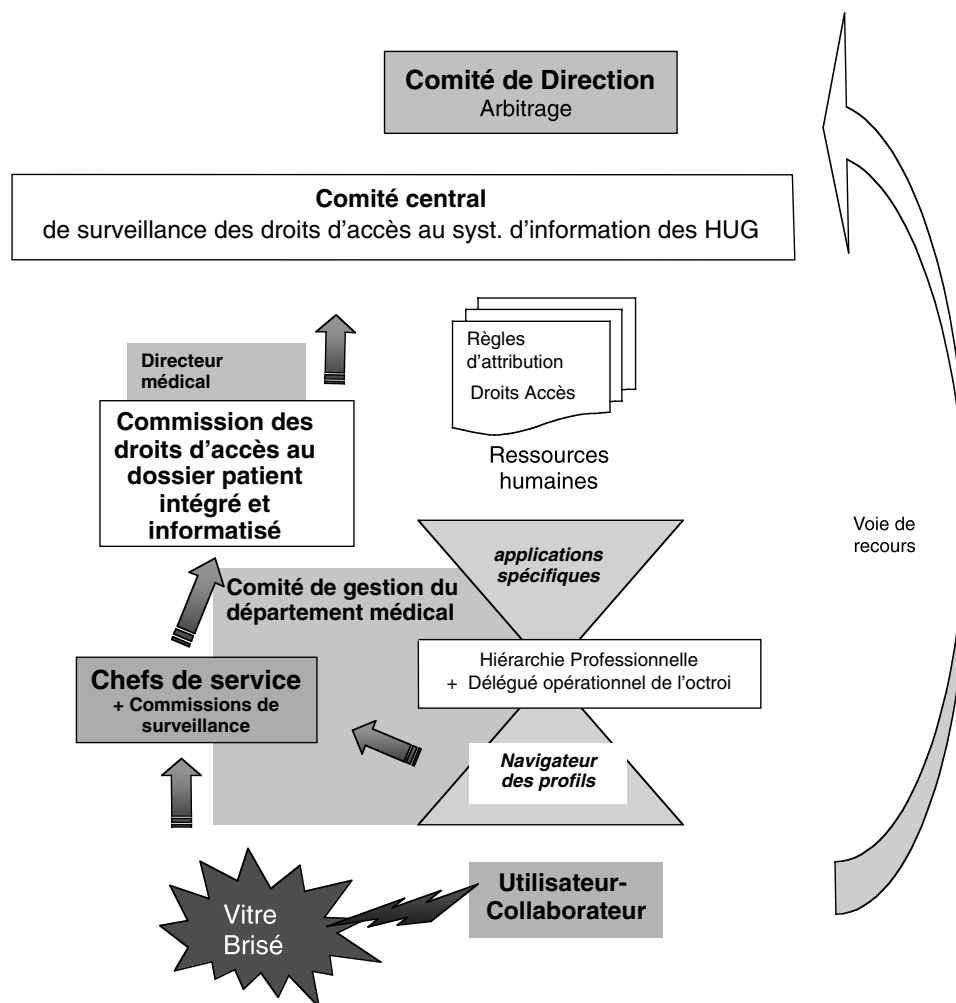 Comité de Direction
Arbitrage
Comité central
de surveillance des droits d'accès au syst. d'information des HUG
Règles
d'attribution
Droits Accès
Ressources
humaines
Directeur
médical
Commission des
droits d'accès au
dossier patient
intégré et
informatisé
applications
spécifiques
Voie de
recours
Comité de gestion du
département médical
Hiérarchie Professionnelle
+ Délégué opérationnel de l'octroi
Chefs de service
+ Commissions de
surveillance
Navigateur
des profils
Utilisateur-
Collaborateur
Vitre
Brisé